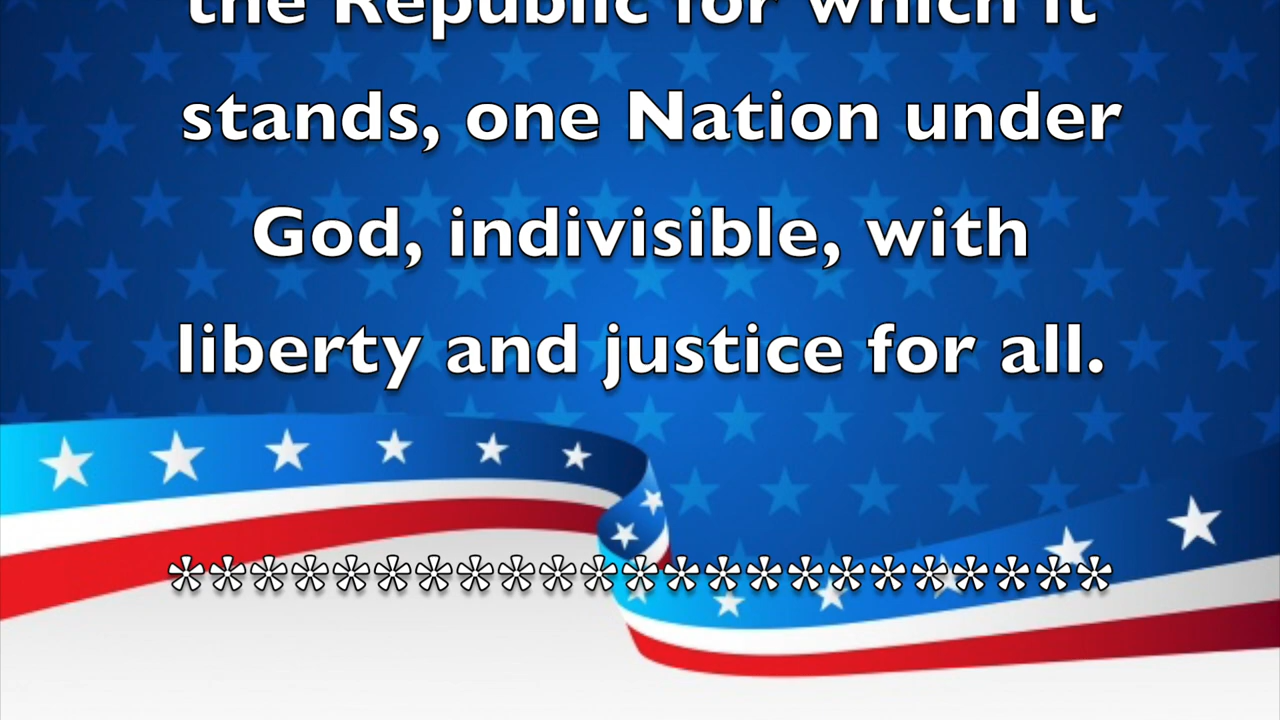 the Republic for which it
stands, one Nation under
God, indivisible, with
liberty and justice for all.
***********************